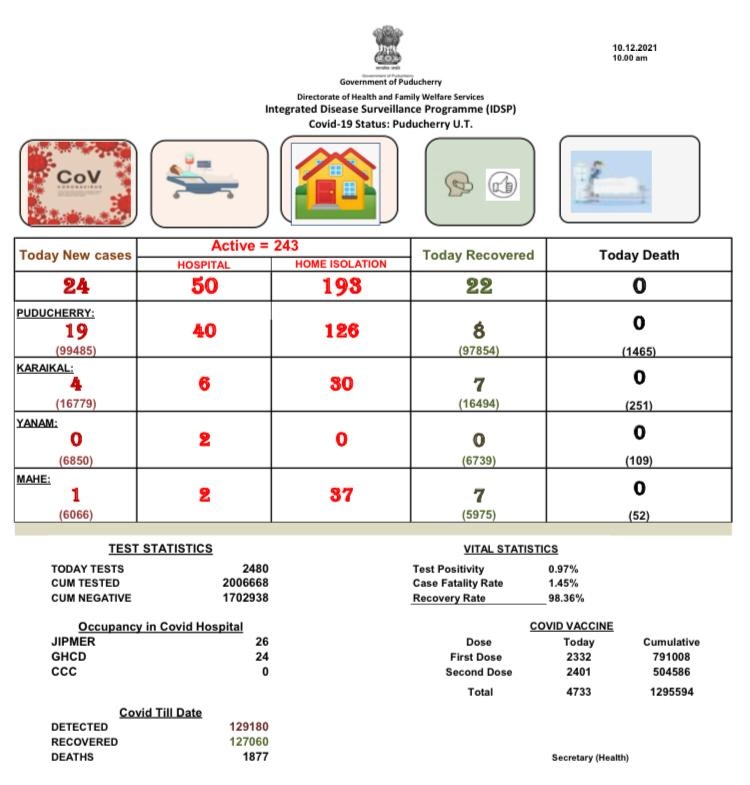 10.12.2021
10.00 am
Government of Puducherry
Government of Puducherry
Directorate of Health and Family Welfare Services
Integrated Disease Surveillance Programme (IDSP)
Covid-19 Status: Puducherry U.T.
CoV
CORONAVIRUS
Today New cases
Active = 243
HOSPITAL HOME ISOLATION
Today Recovered
Today Death
24 50 193 22 0
PUDUCHERRY:
19 40 126 8 0
(99485) (97854) (1465)
KARAIKAL:
4 6 30 7 0
(16779) (16494) (251)
YANAM:
0 2 0 0 0
(6850) (6739) (109)
MAHE:
1 2 37 7 0
(6066) (5975) (52)
TEST STATISTICS
TODAY TESTS 2480
CUM TESTED 2006668
CUM NEGATIVE 1702938
VITAL STATISTICS
Test Positivity 0.97%
Case Fatality Rate 1.45%
Recovery Rate 98.36%
Occupancy in Covid Hospital
JIPMER 26
GHCD 24
CCC 0
COVID VACCINE
Dose Today Cumulative
First Dose 2332 791008
Second Dose 2401 504586
Total 4733 1295594
Covid Till Date
DETECTED 129180
RECOVERED 127060
DEATHS 1877
Secretary (Health)